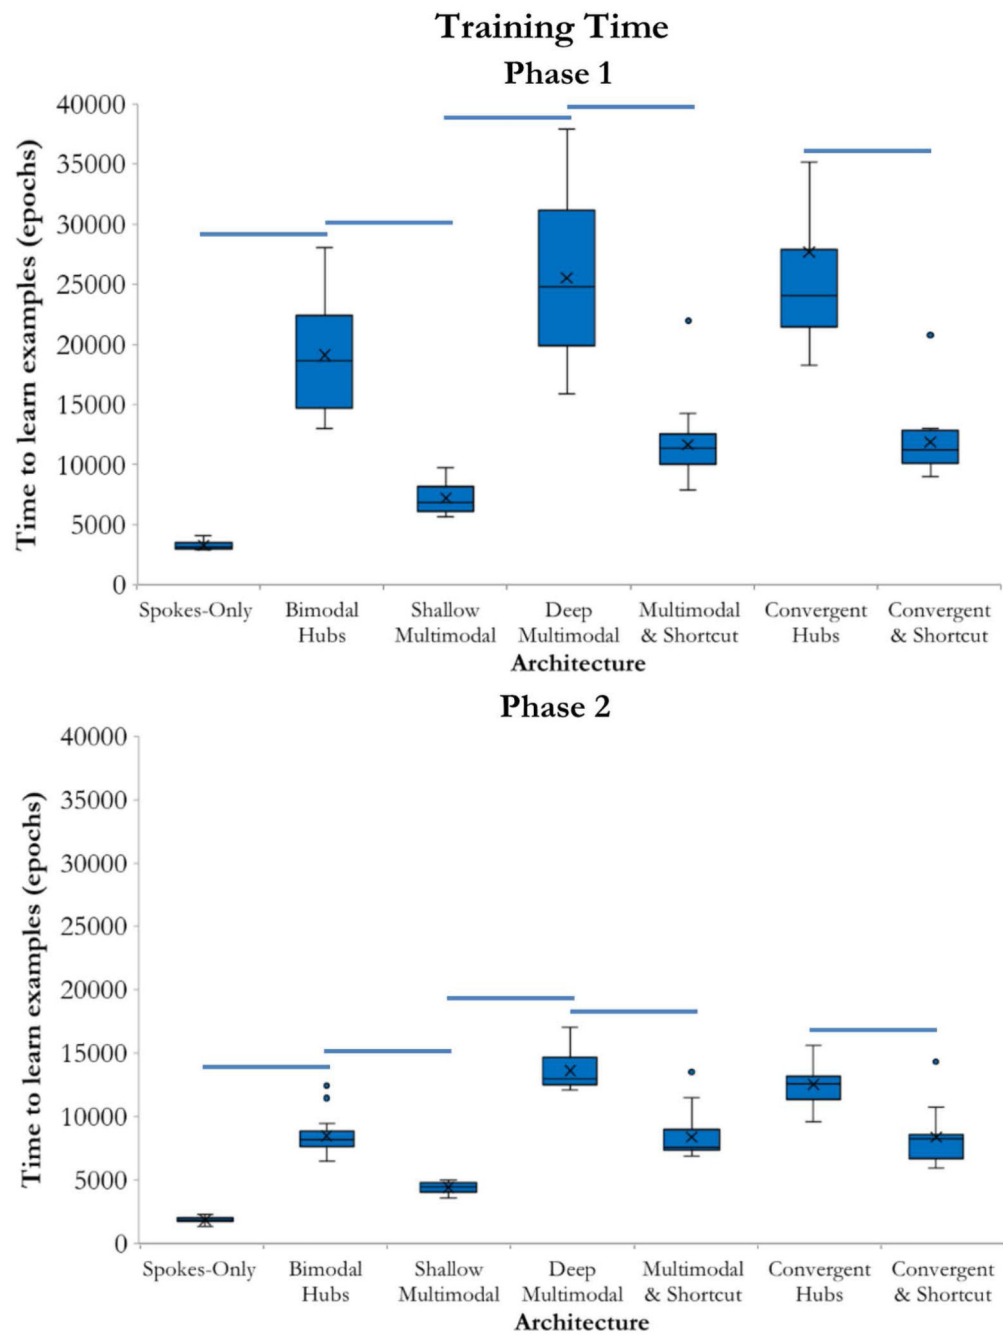 Training Time
Phase 1
Time to learn examples (epochs)
40000
35000
30000
25000
20000
15000
10000
5000
0
Spokes-Only
Bimodal
Hubs
Shallow
Multimodal
Deep
Multimodal
Multimodal
& Shortcut
Convergent
Hubs
Convergent
& Shortcut
Architecture
Phase 2
Time to learn examples (epochs)
40000
35000
30000
25000
20000
15000
10000
5000
0
Spokes-Only
Bimodal
Hubs
Shallow
Multimodal
Deep
Multimodal
Multimodal
& Shortcut
Convergent
Hubs
Convergent
& Shortcut
Architecture